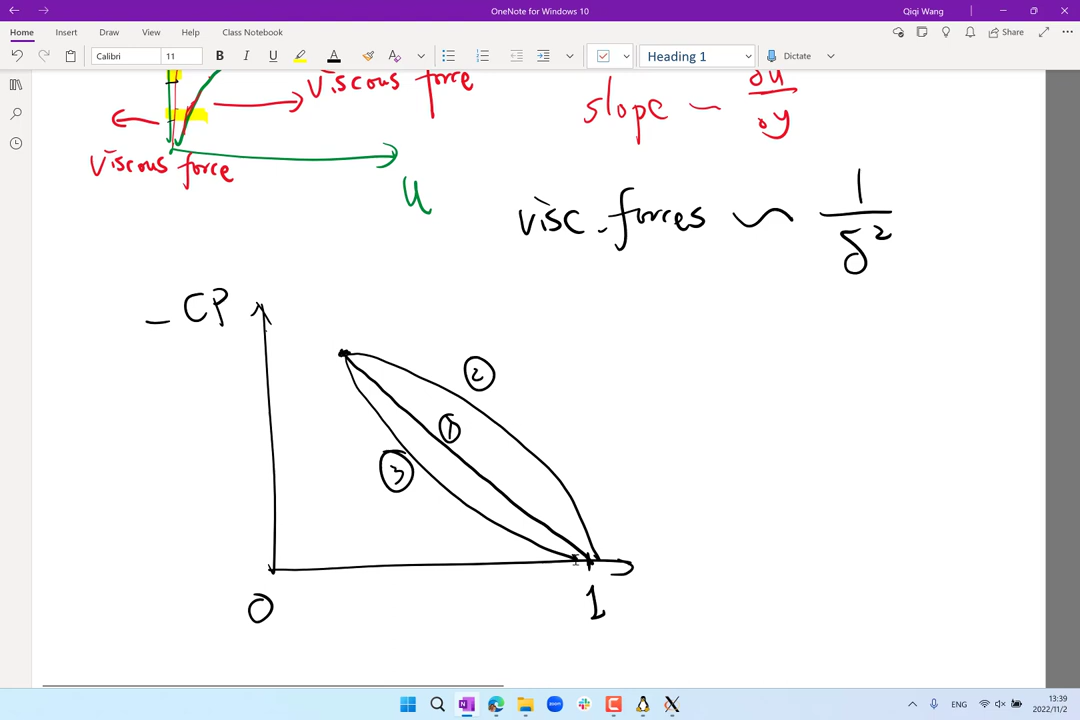 OneNote for Windows 10
Qiqi Wang
Home Insert Draw View Help Class Notebook
Share
Calibri 11 B I U A Heading 1 Dictate
viscous force
viscous force
u
slope ~ ∂u/∂y
visc. forces ~ 1/δ²
- CP
②
①
③
0 1
ENG
13:39
2022/11/2
zoom